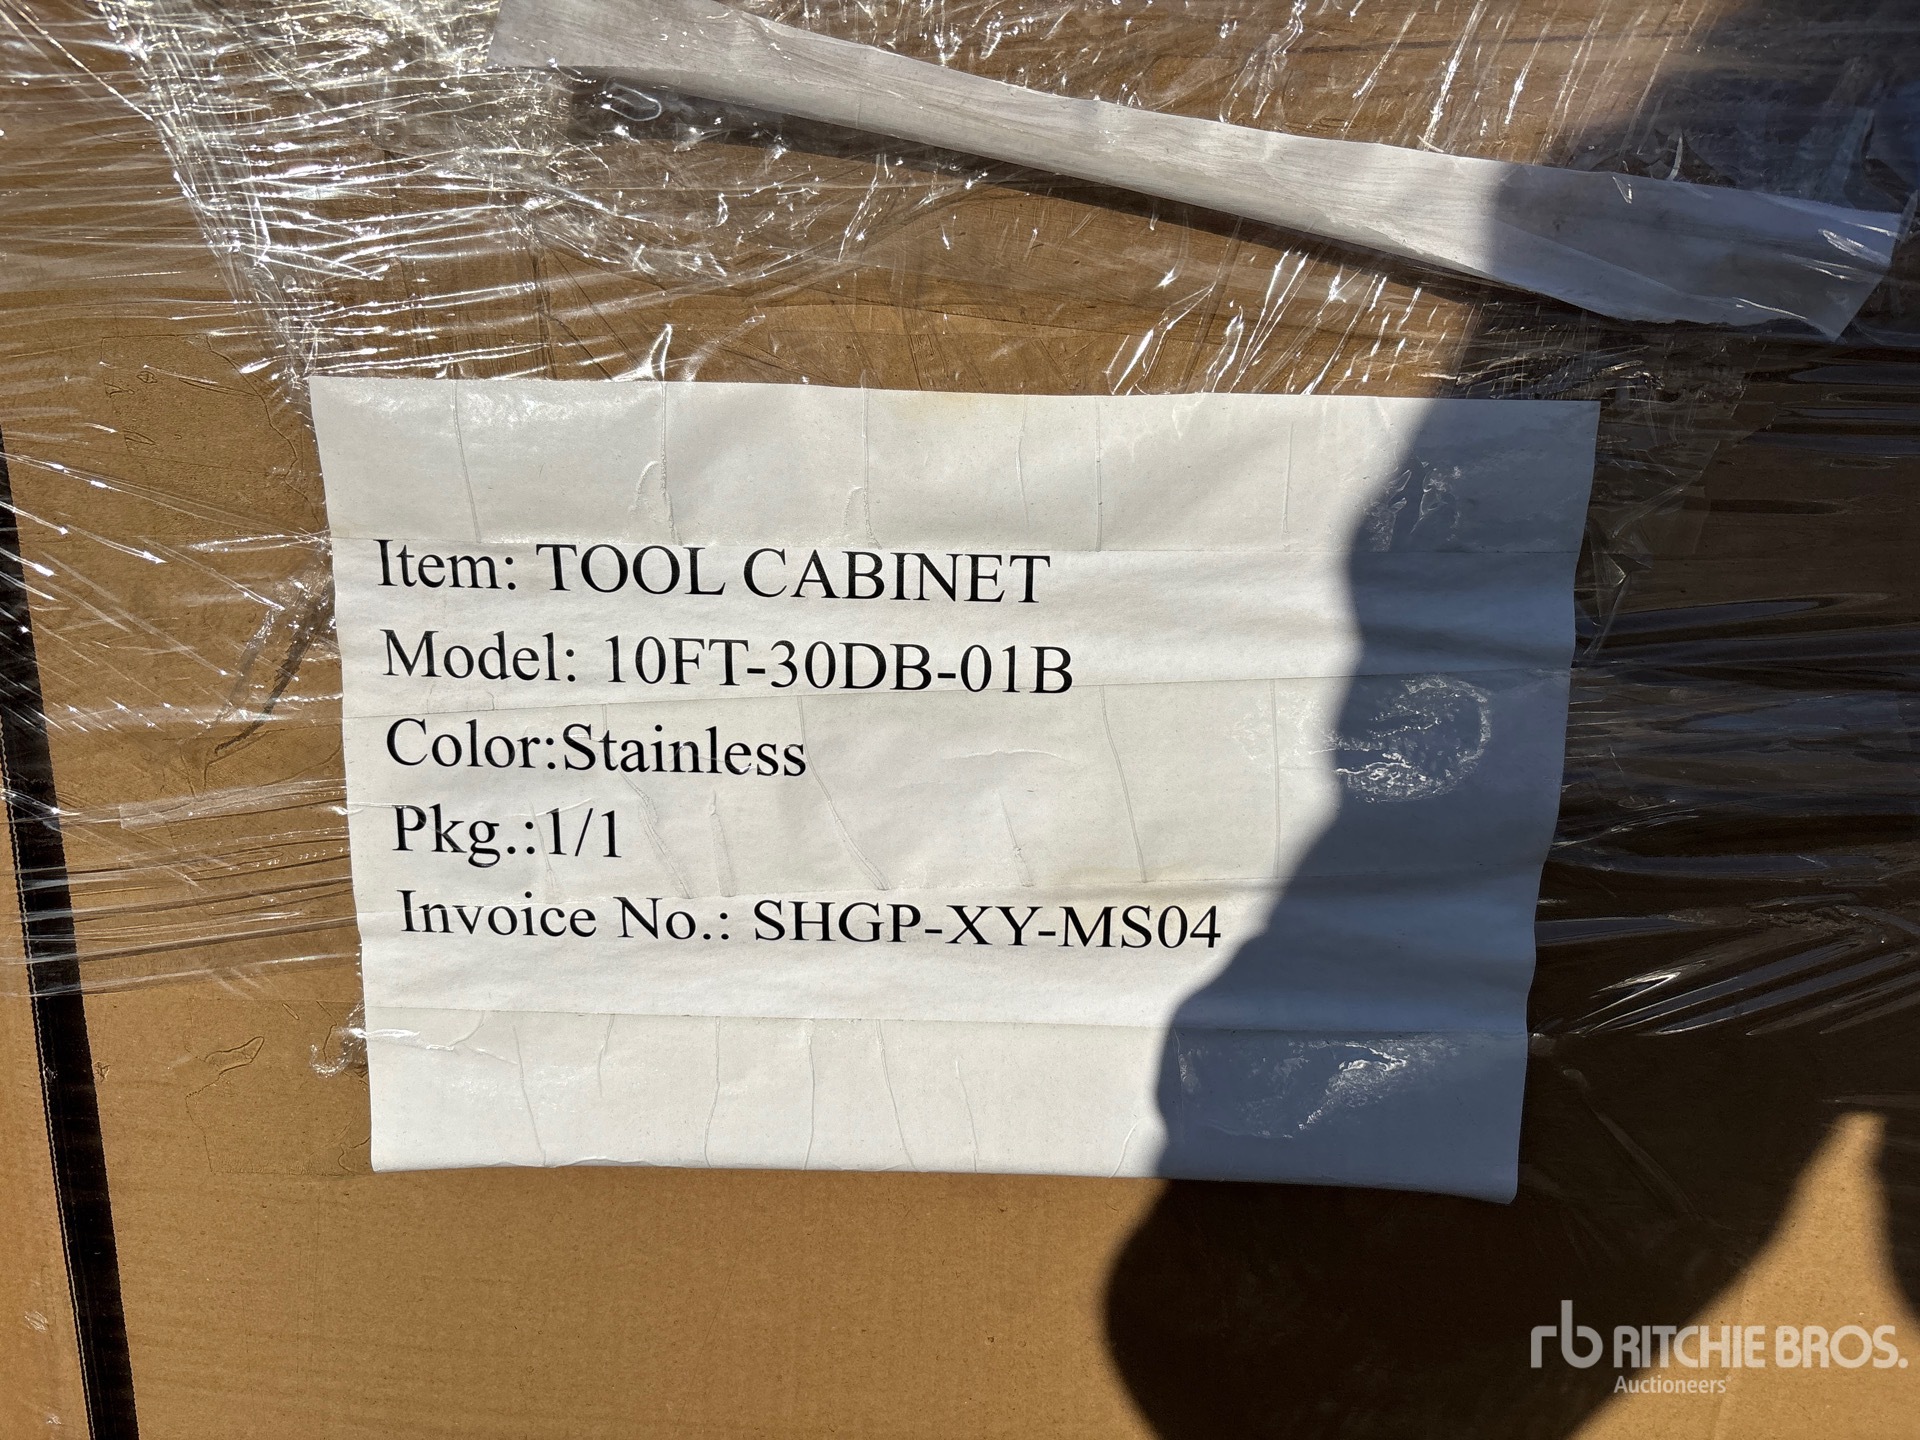 Item: TOOL CABINET
Model: 10FT-30DB-01B
Color:Stainless
Pkg.:1/1
Invoice No.: SHGP-XY-MS04
rb RITCHIE BROS.
Auctioneers